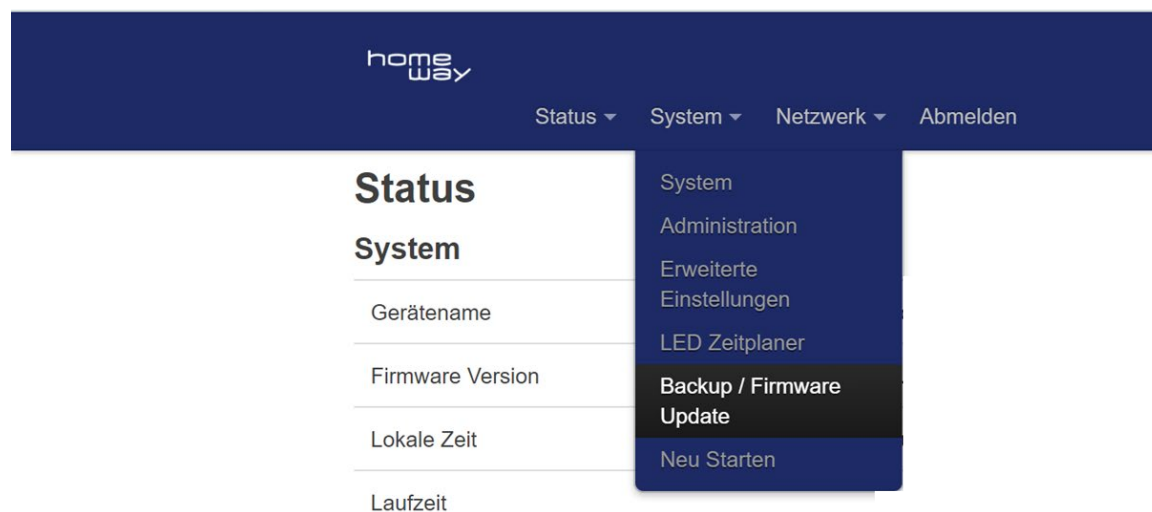 home
way
Status System Netzwerk Abmelden
Status
System
Gerätename
Firmware Version
Lokale Zeit
Laufzeit
System
Administration
Erweiterte
Einstellungen
LED Zeitplaner
Backup / Firmware
Update
Neu Starten